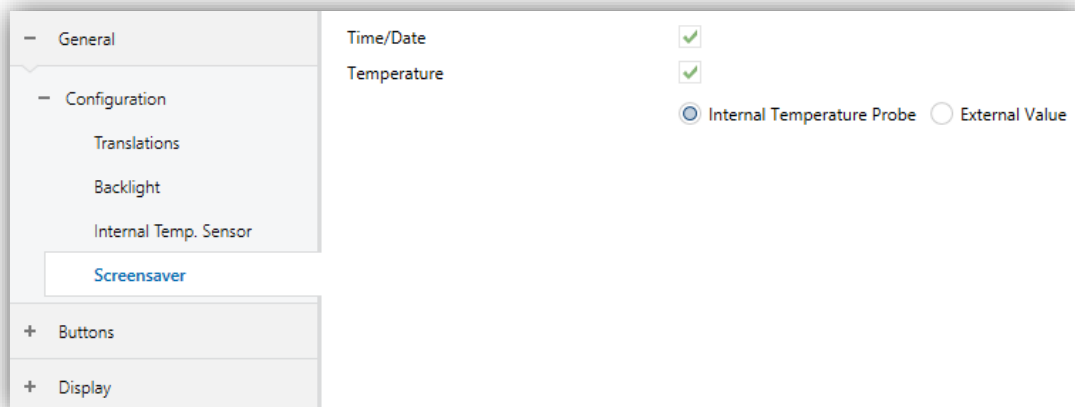 General
Configuration
Translations
Backlight
Internal Temp. Sensor
Screensaver
Buttons
Display
Time/Date
Temperature
Internal Temperature Probe External Value